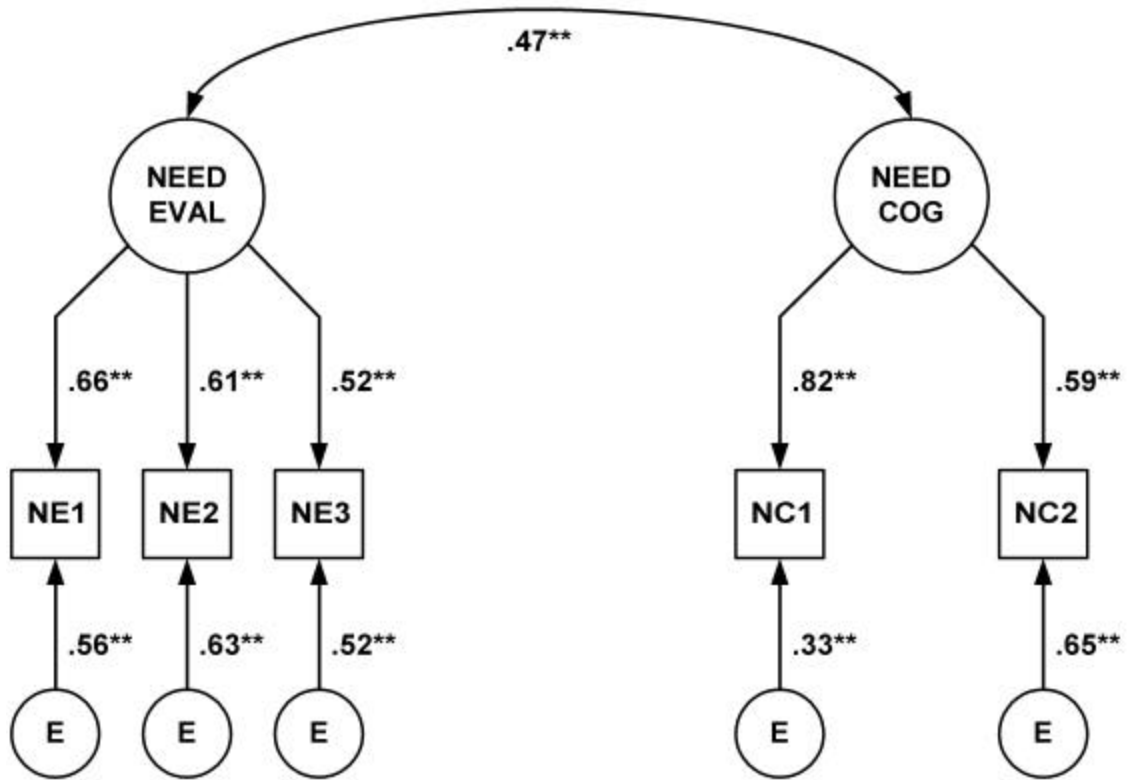 .47**
NEED
EVAL
NEED
COG
.66**
.61**
.52**
.82**
.59**
NE1
NE2
NE3
NC1
NC2
.56**
.63**
.52**
.33**
.65**
E
E
E
E
E